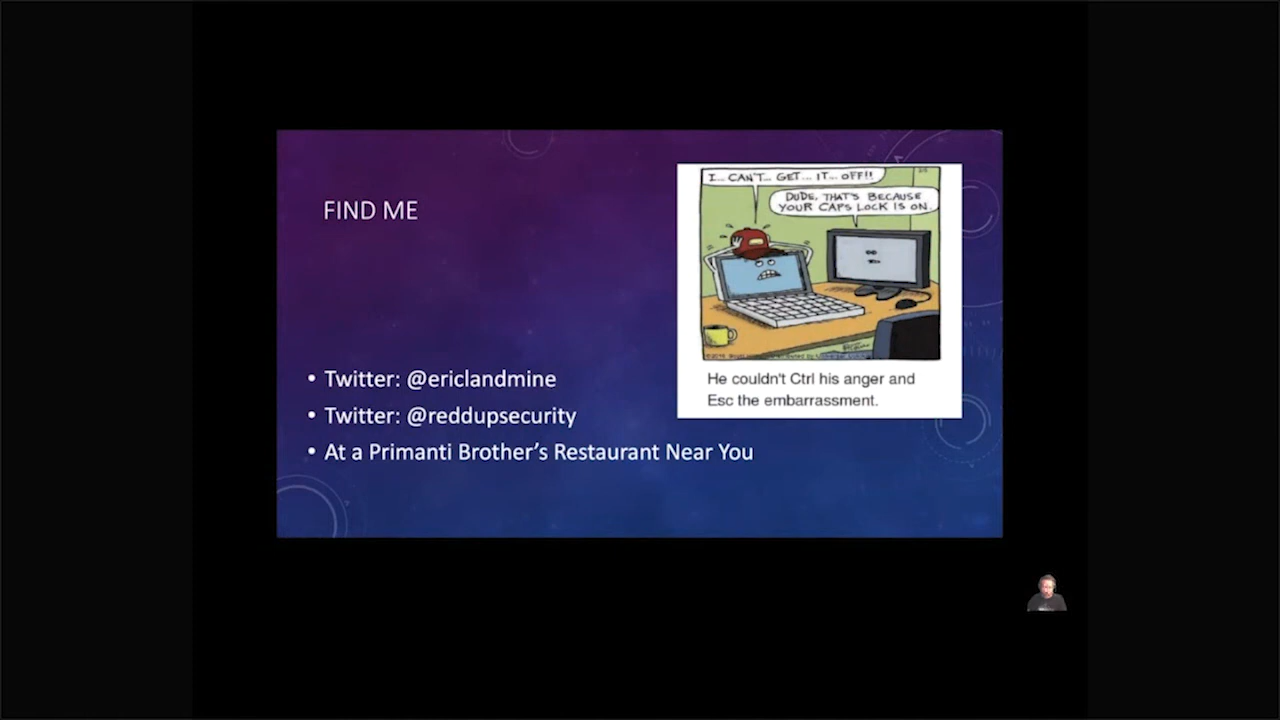 FIND ME
I... CAN'T... GET... IT... OFF!!
DUDE, THAT'S BECAUSE
YOUR CAPS LOCK IS ON.
He couldn't Ctrl his anger and
Esc the embarrassment.
• Twitter: @ericlandmine
• Twitter: @reddupsecurity
• At a Primanti Brother’s Restaurant Near You